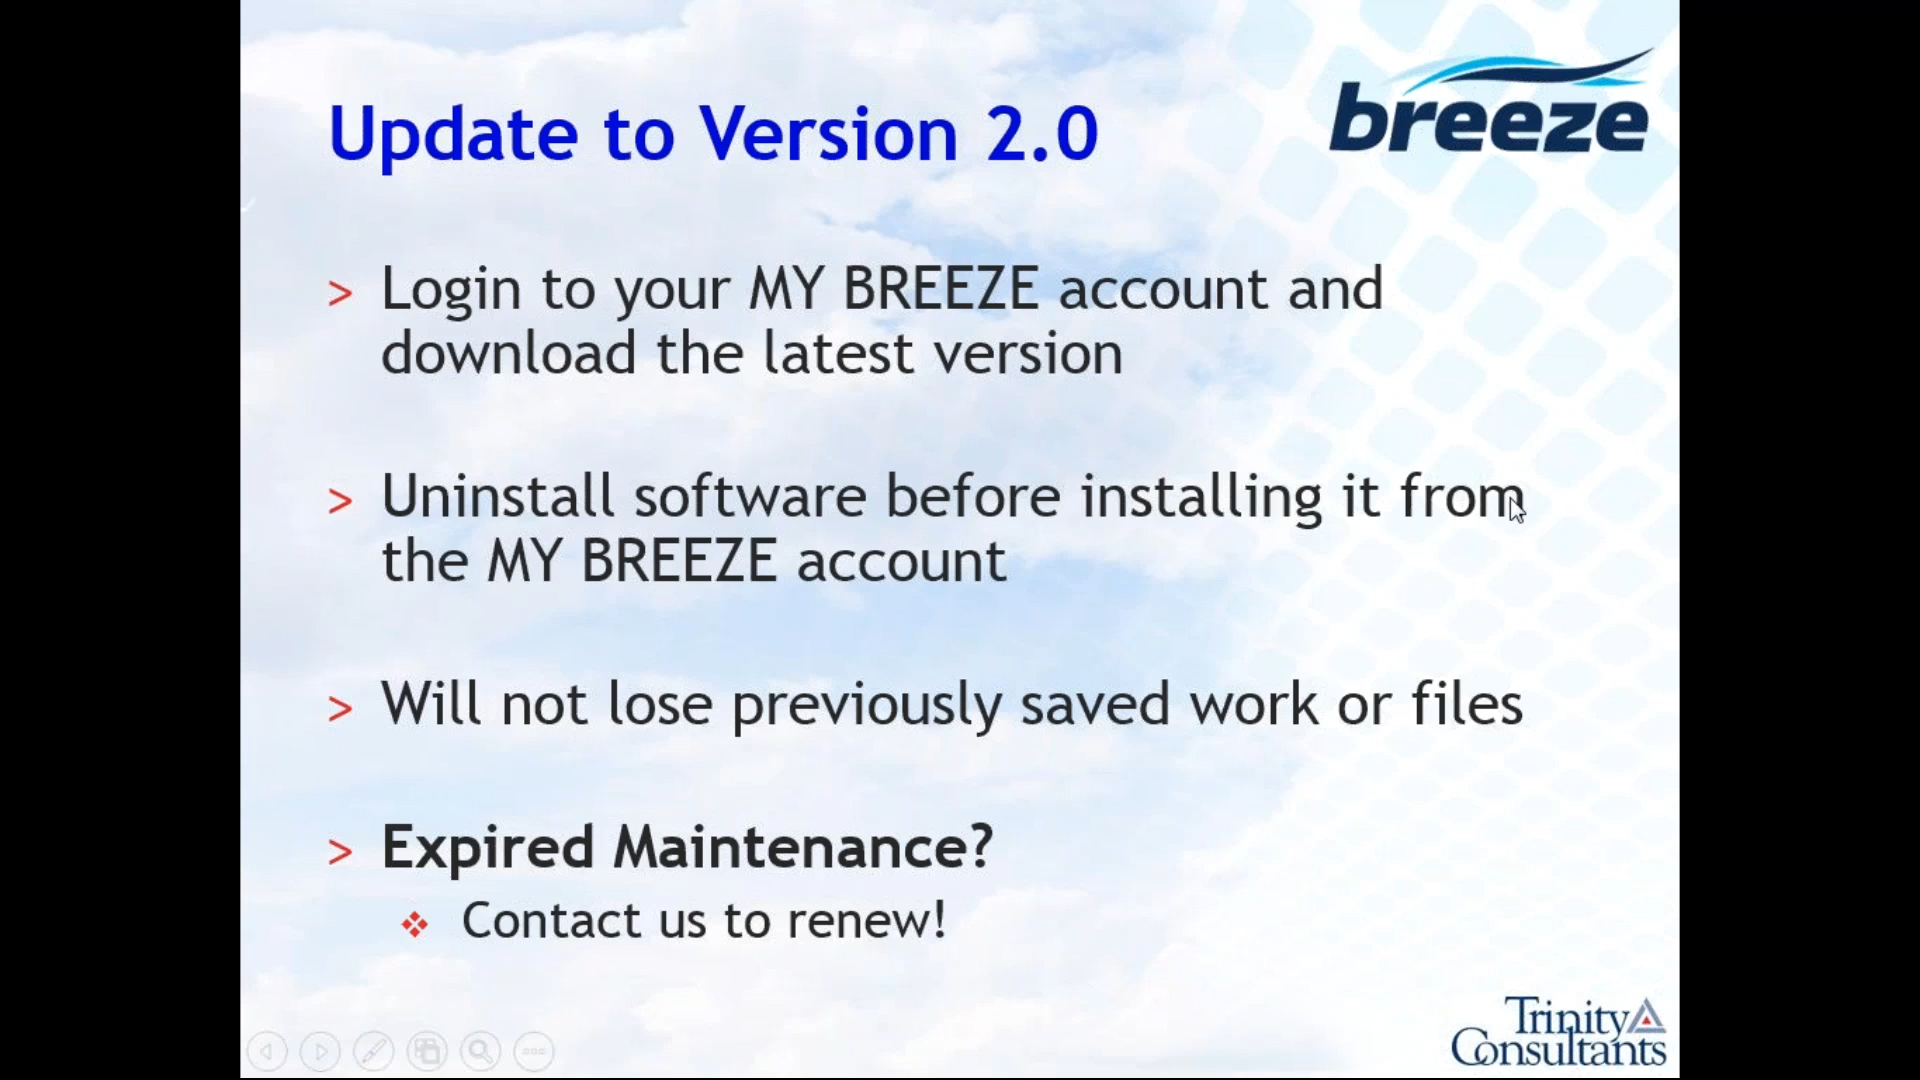 Update to Version 2.0
breeze
> Login to your MY BREEZE account and
download the latest version
> Uninstall software before installing it from
the MY BREEZE account
> Will not lose previously saved work or files
> Expired Maintenance?
❖ Contact us to renew!
Trinity
Consultants